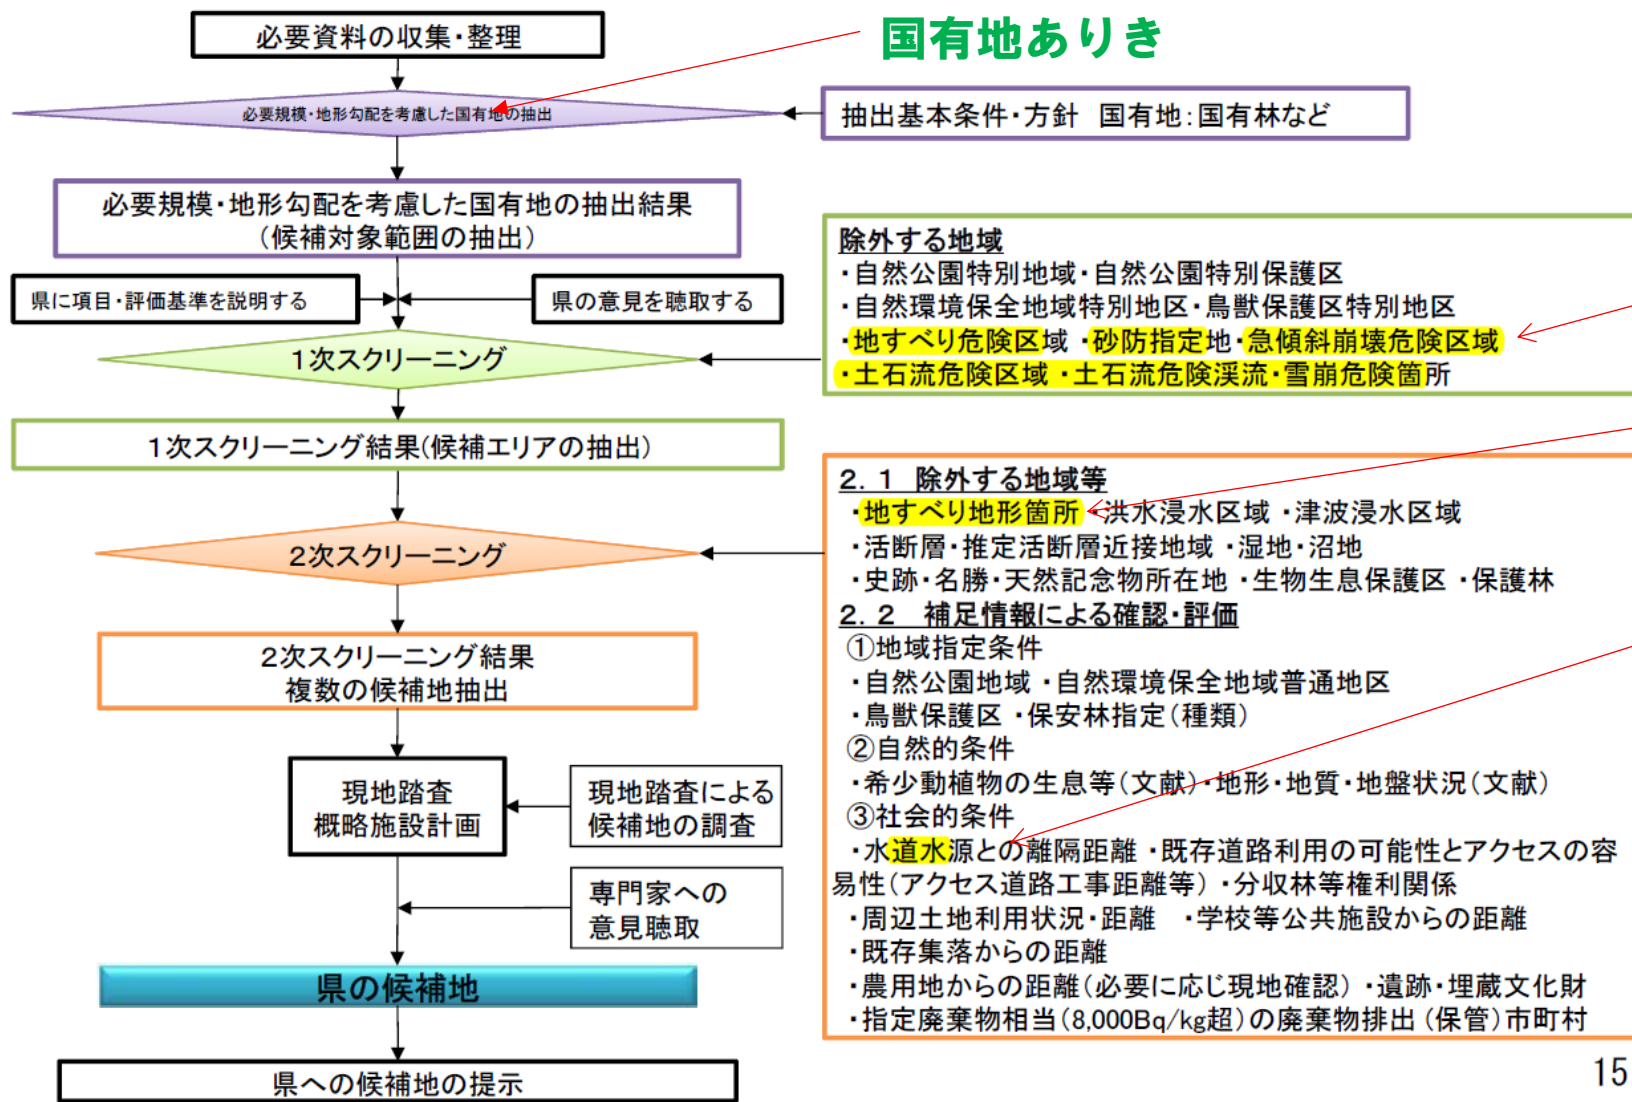 必要資料の収集・整理
国有地ありき
必要規模・地形勾配を考慮した国有地の抽出
抽出基本条件・方針　国有地：国有林など
必要規模・地形勾配を考慮した国有地の抽出結果
（候補対象範囲の抽出）
県に項目・評価基準を説明する
県の意見を聴取する
除外する地域
・自然公園特別地域・自然公園特別保護区
・自然環境保全地域特別地区・鳥獣保護区特別地区
・地すべり危険区域 ・砂防指定地・急傾斜崩壊危険区域
・土石流危険区域 ・土石流危険渓流・雪崩危険箇所
1次スクリーニング
1次スクリーニング結果(候補エリアの抽出)
2次スクリーニング
2. 1　除外する地域等
・地すべり地形箇所 ・洪水浸水区域 ・津波浸水区域
・活断層・推定活断層近接地域 ・湿地・沼地
・史跡・名勝・天然記念物所在地 ・生物生息保護区 ・保護林
2. 2　補足情報による確認・評価
①地域指定条件
・自然公園地域 ・自然環境保全地域普通地区
・鳥獣保護区 ・保安林指定(種類)
②自然的条件
・希少動植物の生息等(文献)・地形・地質・地盤状況(文献)
③社会的条件
・水道水源との離隔距離 ・既存道路利用の可能性とアクセスの容
易性(アクセス道路工事距離等) ・分収林等権利関係
・周辺土地利用状況・距離　・学校等公共施設からの距離
・既存集落からの距離
・農用地からの距離(必要に応じ現地確認) ・遺跡・埋蔵文化財
・指定廃棄物相当(8,000Bq/kg超)の廃棄物排出(保管)市町村
2次スクリーニング結果
複数の候補地抽出
現地踏査
概略施設計画
現地踏査による
候補地の調査
専門家への
意見聴取
県の候補地
県への候補地の提示
15